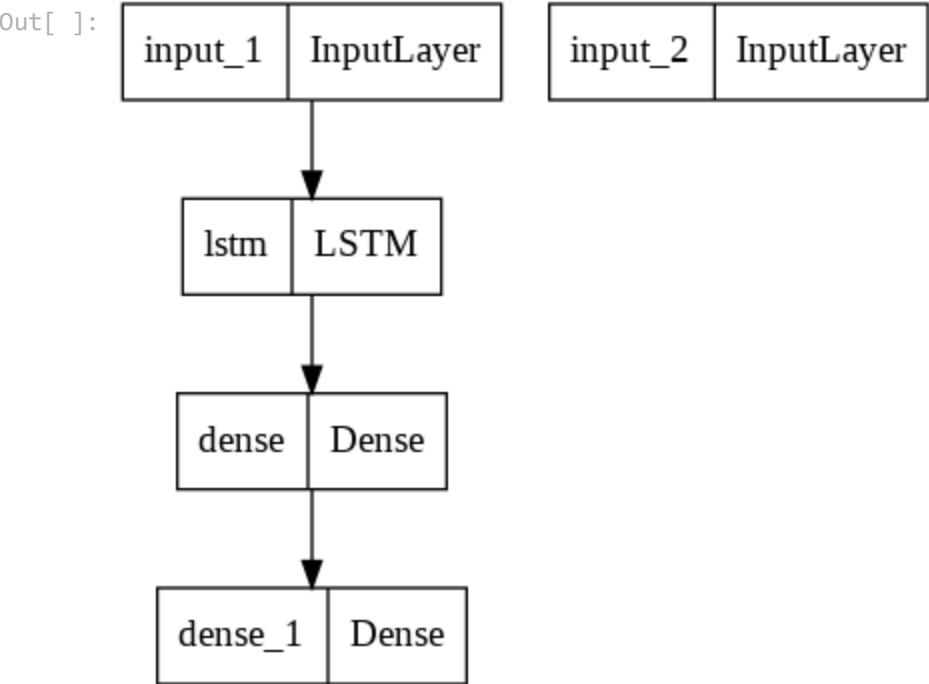 Out[ ]:
input_1 InputLayer input_2 InputLayer
lstm LSTM
dense Dense
dense_1 Dense